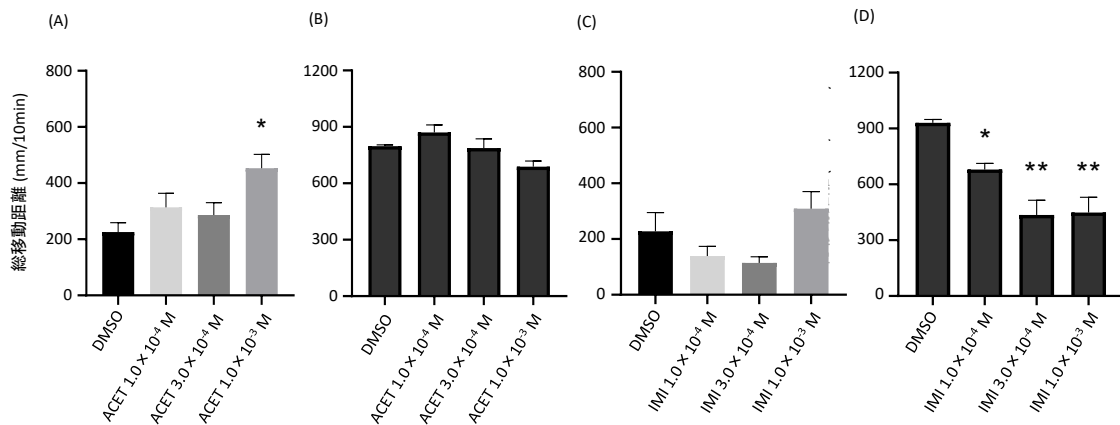 (A)
(B)
(C)
(D)
総移動距離 (mm/10min)
800
600
400
200
0
DMSO
ACET 1.0×10⁻⁴ M
ACET 3.0×10⁻⁴ M
ACET 1.0×10⁻³ M
*
1200
900
600
300
0
DMSO
ACET 1.0×10⁻⁴ M
ACET 3.0×10⁻⁴ M
ACET 1.0×10⁻³ M
800
600
400
200
0
DMSO
IMI 1.0×10⁻⁴ M
IMI 3.0×10⁻⁴ M
IMI 1.0×10⁻³ M
1200
900
600
300
0
DMSO
IMI 1.0×10⁻⁴ M
IMI 3.0×10⁻⁴ M
IMI 1.0×10⁻³ M
*
**
**